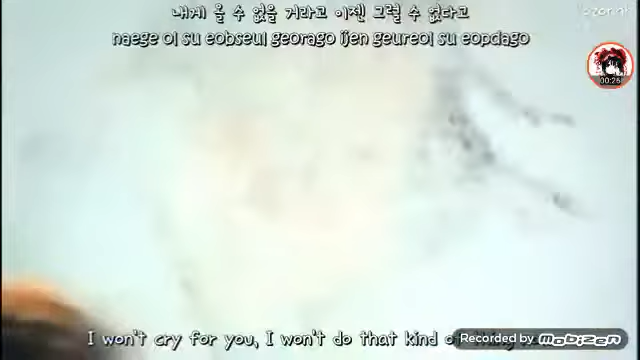 내게 올 수 없을 거라고 이젠 그럴 수 없다고
naege ol su eobseul georago ijen geureol su eopdago
00:26
I won't cry for you, I won't do that kind
Recorded by mobizen